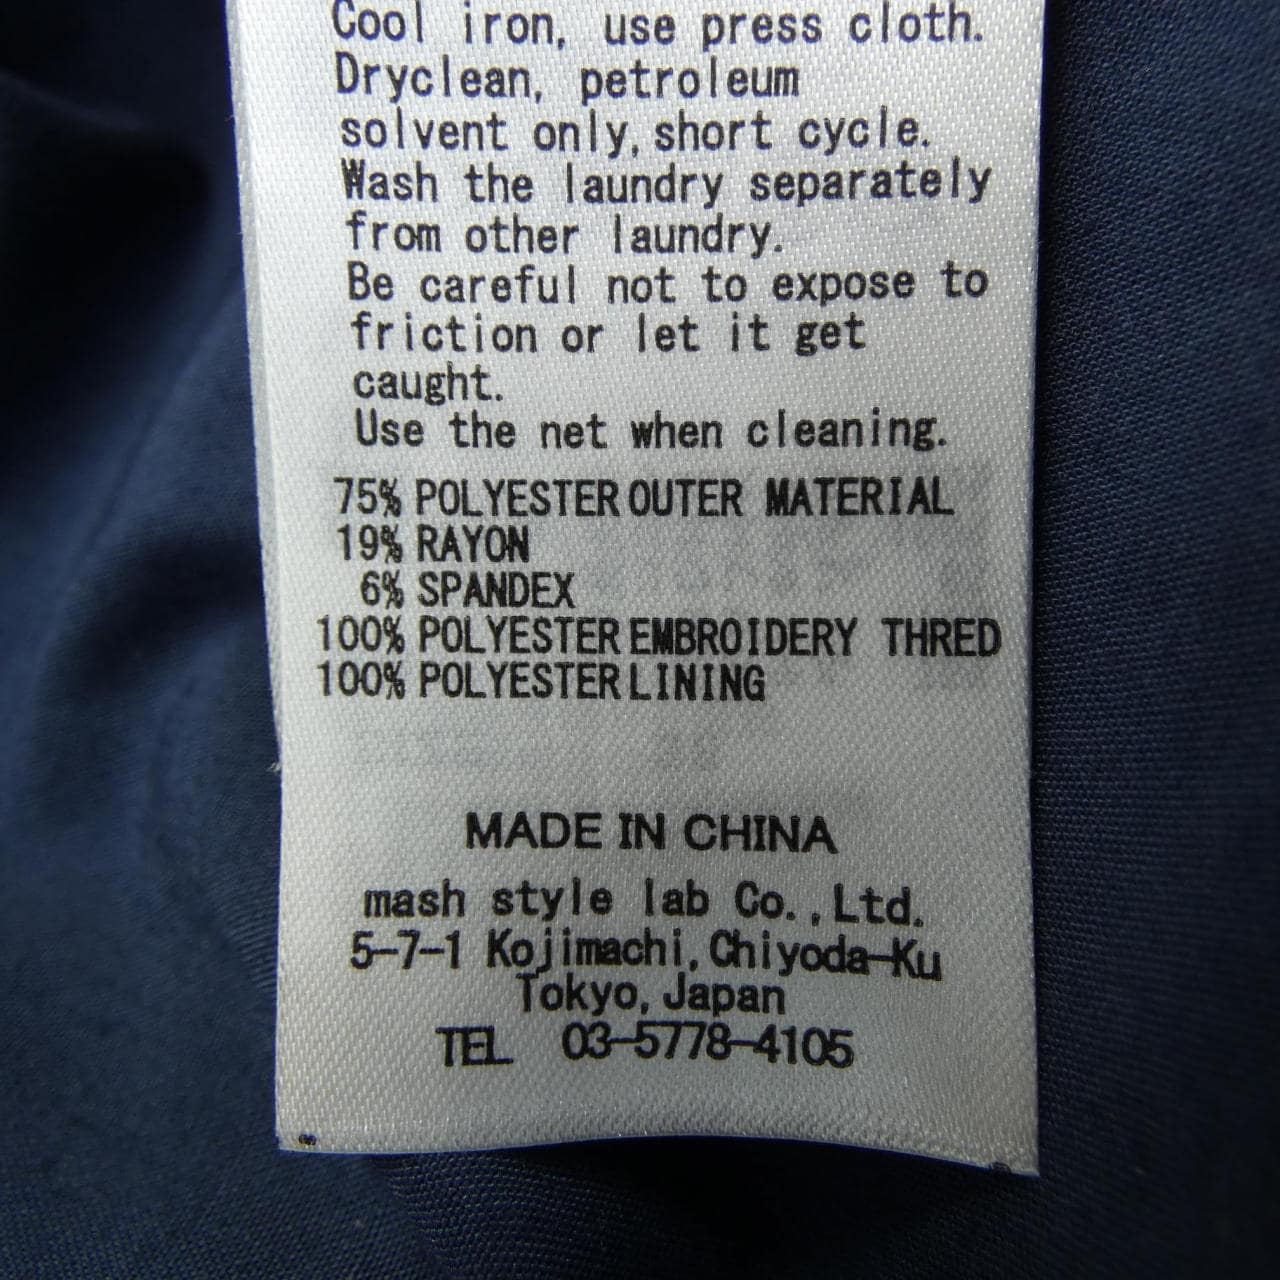 Cool iron, use press cloth.
Dryclean, petroleum
solvent only, short cycle.
Wash the laundry separately
from other laundry.
Be careful not to expose to
friction or let it get
caught.
Use the net when cleaning.
75% POLYESTER OUTER MATERIAL
19% RAYON
6% SPANDEX
100% POLYESTER EMBROIDERY THRED
100% POLYESTER LINING
MADE IN CHINA
mash style lab Co., Ltd.
5-7-1 Kojimachi, Chiyoda-Ku
Tokyo, Japan
TEL 03-5778-4105